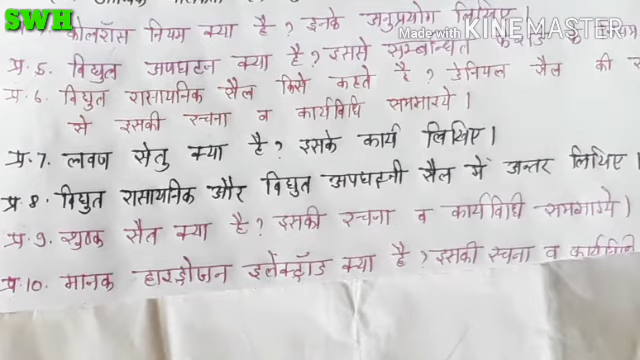 SWH
Made with KINEMASTER
कोलरॉस नियम क्या है ? इनके अनुप्रयोग लिखिए |
प्र. 5. विद्युत अपघटन क्या है ? इससे सम्बन्धित के
प्र. 6. विद्युत रासायनिक सैल किसे कहते है ? डेनियल सैल की
से इसकी रचना व कार्यविधि समझाये |
प्र. 7. लवण सेतु क्या है ? इसके कार्य लिखिए |
प्र. 8. विद्युत रासायनिक और विद्युत अपघटनी सैल में अन्तर लिखिए |
प्र. 9. शुष्क सैल क्या है ? इसकी रचना व कार्यविधि समझाये |
प्र. 10. मानक हाइड्रोजन इलेक्ट्रॉड क्या है ? इसकी रचना व कार्यविधि